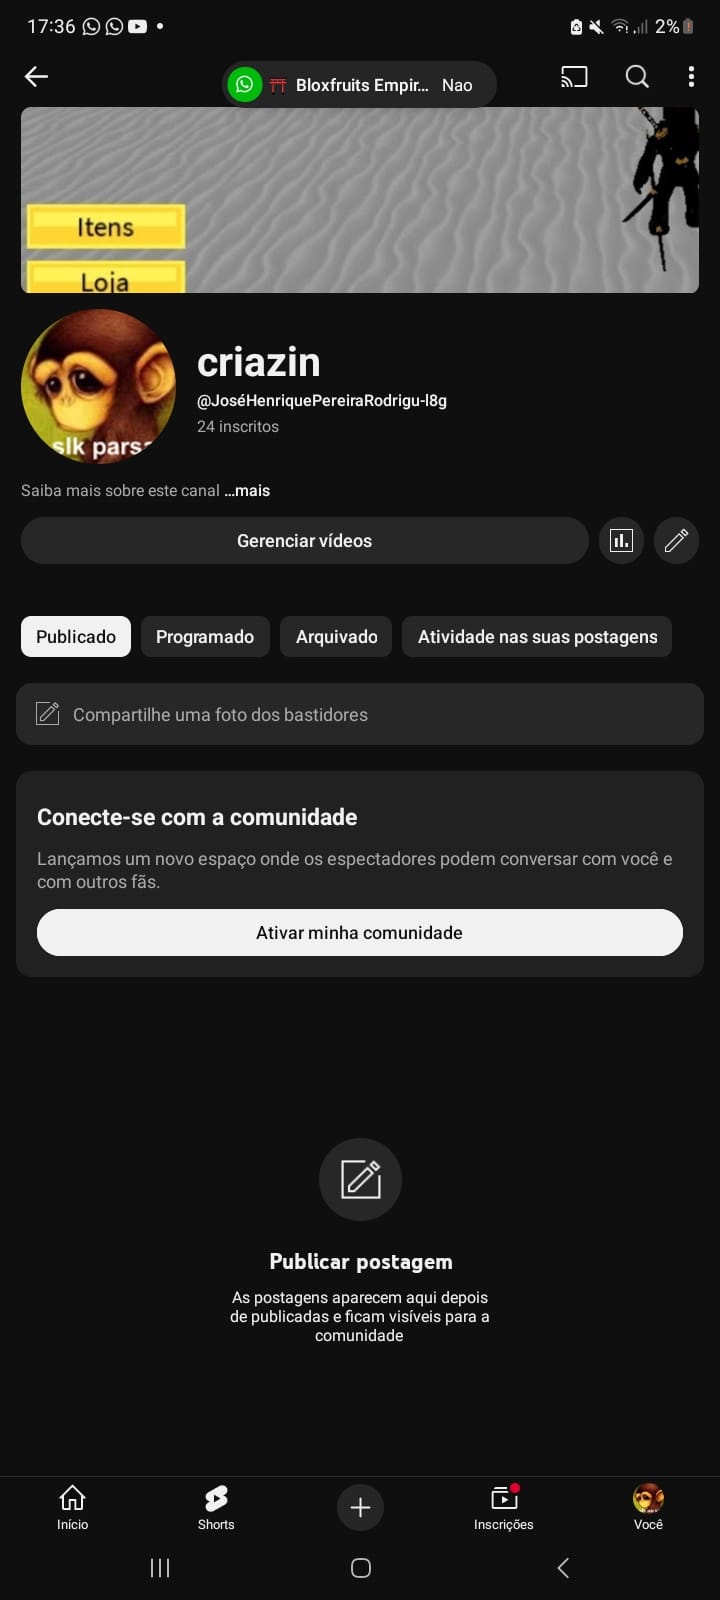 17:36
2%
Bloxfruits Empir... Nao
Itens
Loja
slk parsa
criazin
@JoséHenriquePereiraRodrigu-l8g
24 inscritos
Saiba mais sobre este canal ...mais
Gerenciar vídeos
Publicado
Programado
Arquivado
Atividade nas suas postagens
Compartilhe uma foto dos bastidores
Conecte-se com a comunidade
Lançamos um novo espaço onde os espectadores podem conversar com você e
com outros fãs.
Ativar minha comunidade
Publicar postagem
As postagens aparecem aqui depois
de publicadas e ficam visíveis para a
comunidade
Início
Shorts
Inscrições
Você